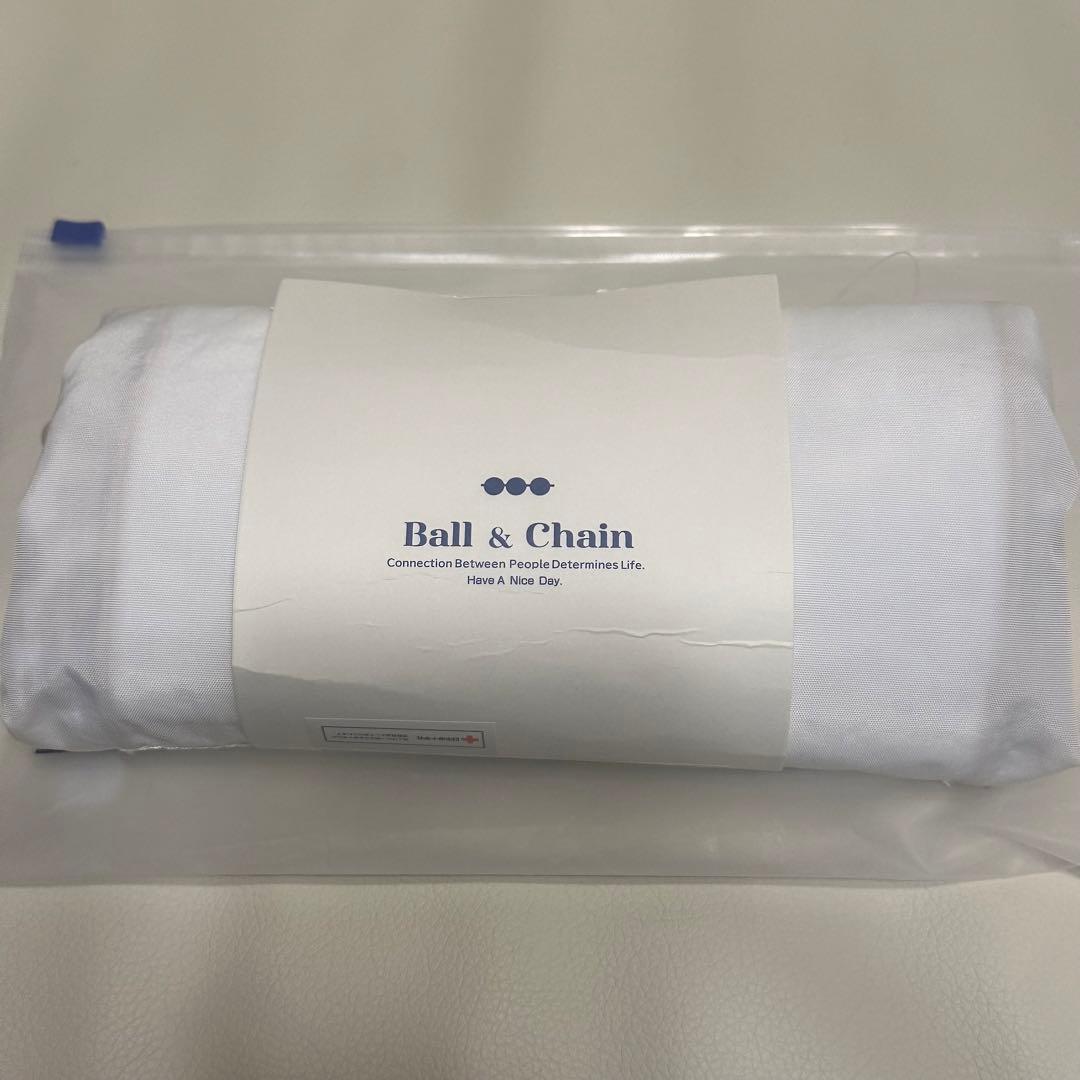 Ball & Chain
Connection Between People Determines Life.
Have A Nice Day.